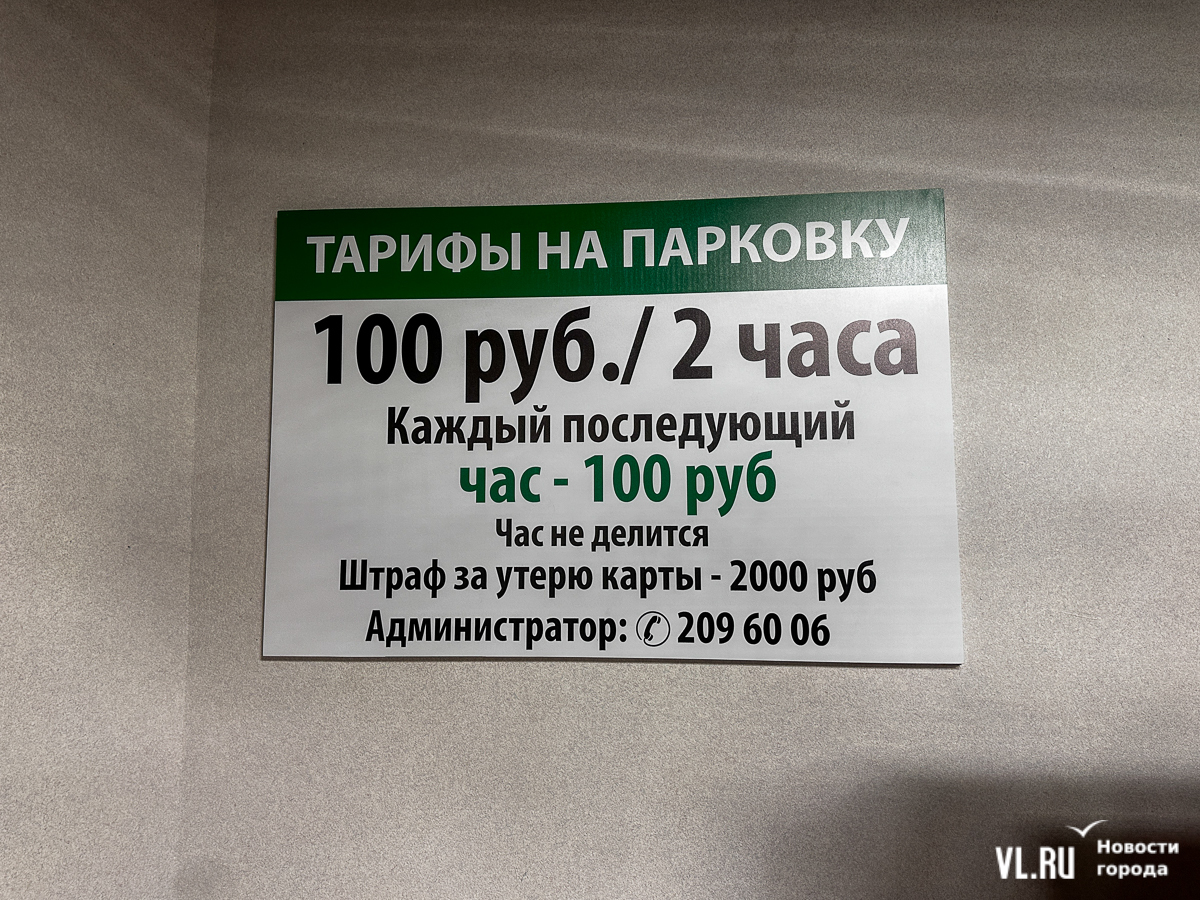 ТАРИФЫ НА ПАРКОВКУ
100 руб./ 2 часа
Каждый последующий
час - 100 руб
Час не делится
Штраф за утерю карты - 2000 руб
Администратор: ✆ 209 60 06
VL.RU Новости
города